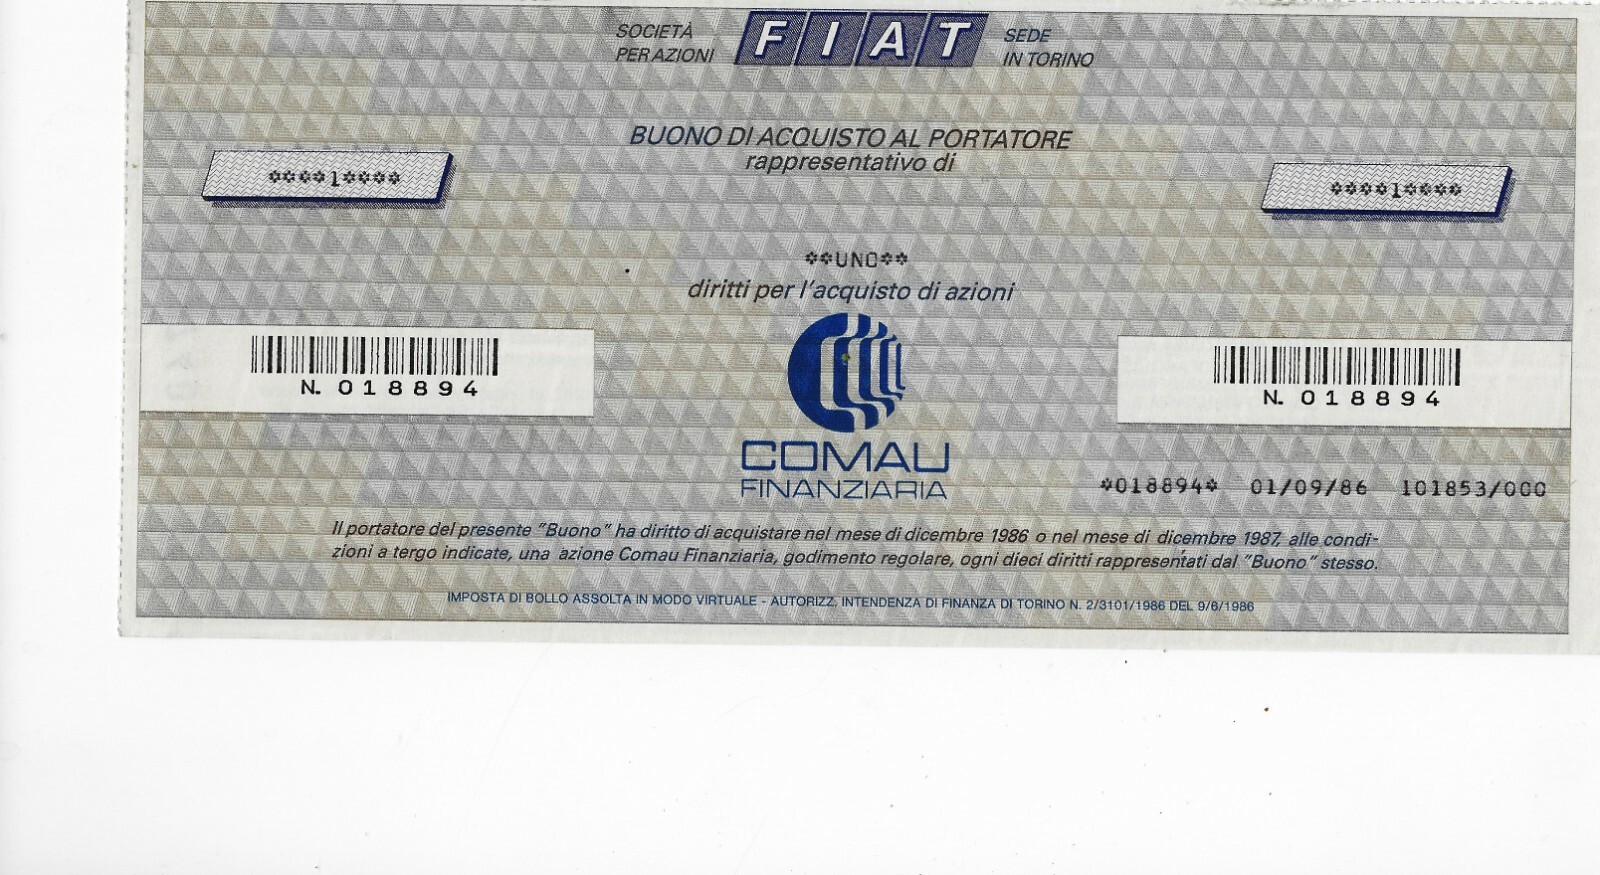 SOCIETÀ
PER AZIONI
FIAT
SEDE
IN TORINO
BUONO DI ACQUISTO AL PORTATORE
rappresentativo di
****1****
****1****
**UNO**
diritti per l'acquisto di azioni
N. 018894
N. 018894
COMAU
FINANZIARIA
*018894* 01/09/86 101853/000
Il portatore del presente "Buono" ha diritto di acquistare nel mese di dicembre 1986 o nel mese di dicembre 1987, alle condi-
zioni a tergo indicate, una azione Comau Finanziaria, godimento regolare, ogni dieci diritti rappresentati dal "Buono" stesso.
IMPOSTA DI BOLLO ASSOLTA IN MODO VIRTUALE - AUTORIZZ. INTENDENZA DI FINANZA DI TORINO N. 2/3101/1986 DEL 9/6/1986